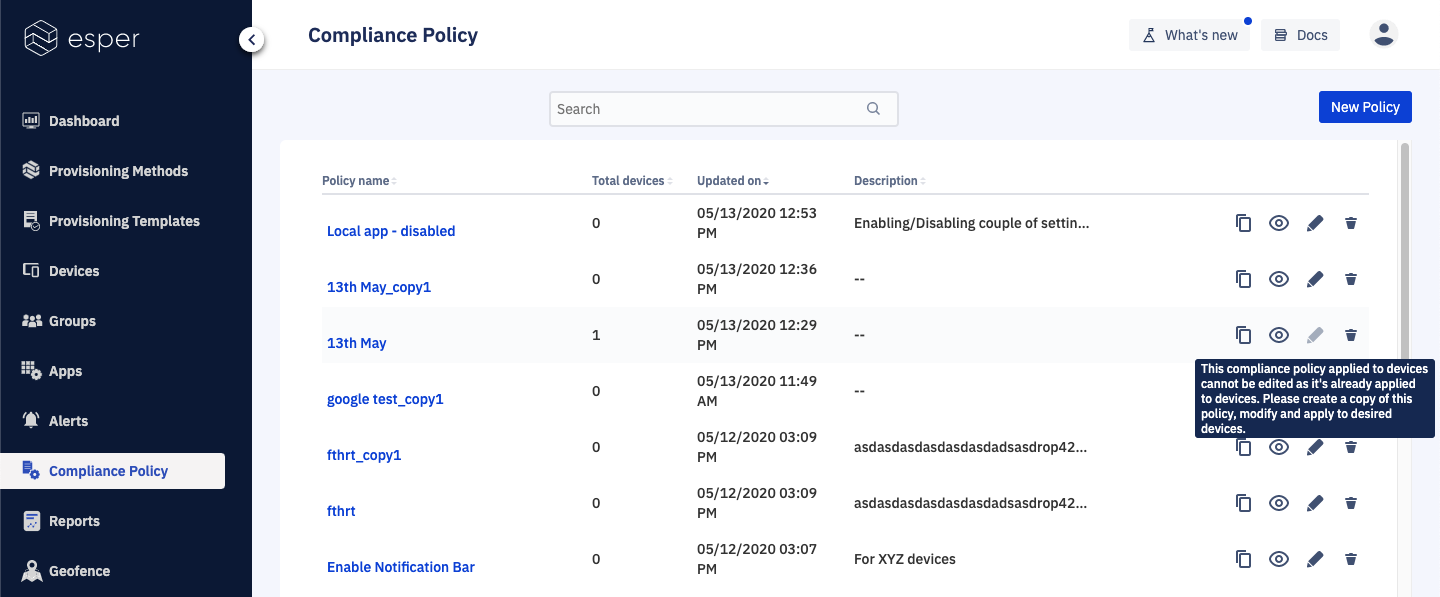 esper
Compliance Policy
What's new
Docs
Dashboard
Provisioning Methods
Provisioning Templates
Devices
Groups
Apps
Alerts
Compliance Policy
Reports
Geofence
Search
New Policy
Policy name Total devices Updated on Description
Local app - disabled 0 05/13/2020 12:53 PM Enabling/Disabling couple of settin...
13th May_copy1 0 05/13/2020 12:36 PM --
13th May 1 05/13/2020 12:29 PM --
This compliance policy applied to devices
cannot be edited as it's already applied
to devices. Please create a copy of this
policy, modify and apply to desired
devices.
google test_copy1 0 05/13/2020 11:49 AM --
fthrt_copy1 0 05/12/2020 03:09 PM asdasdasdasdasdasdadsasdrop42...
fthrt 0 05/12/2020 03:09 PM asdasdasdasdasdasdadsasdrop42...
Enable Notification Bar 0 05/12/2020 03:07 PM For XYZ devices